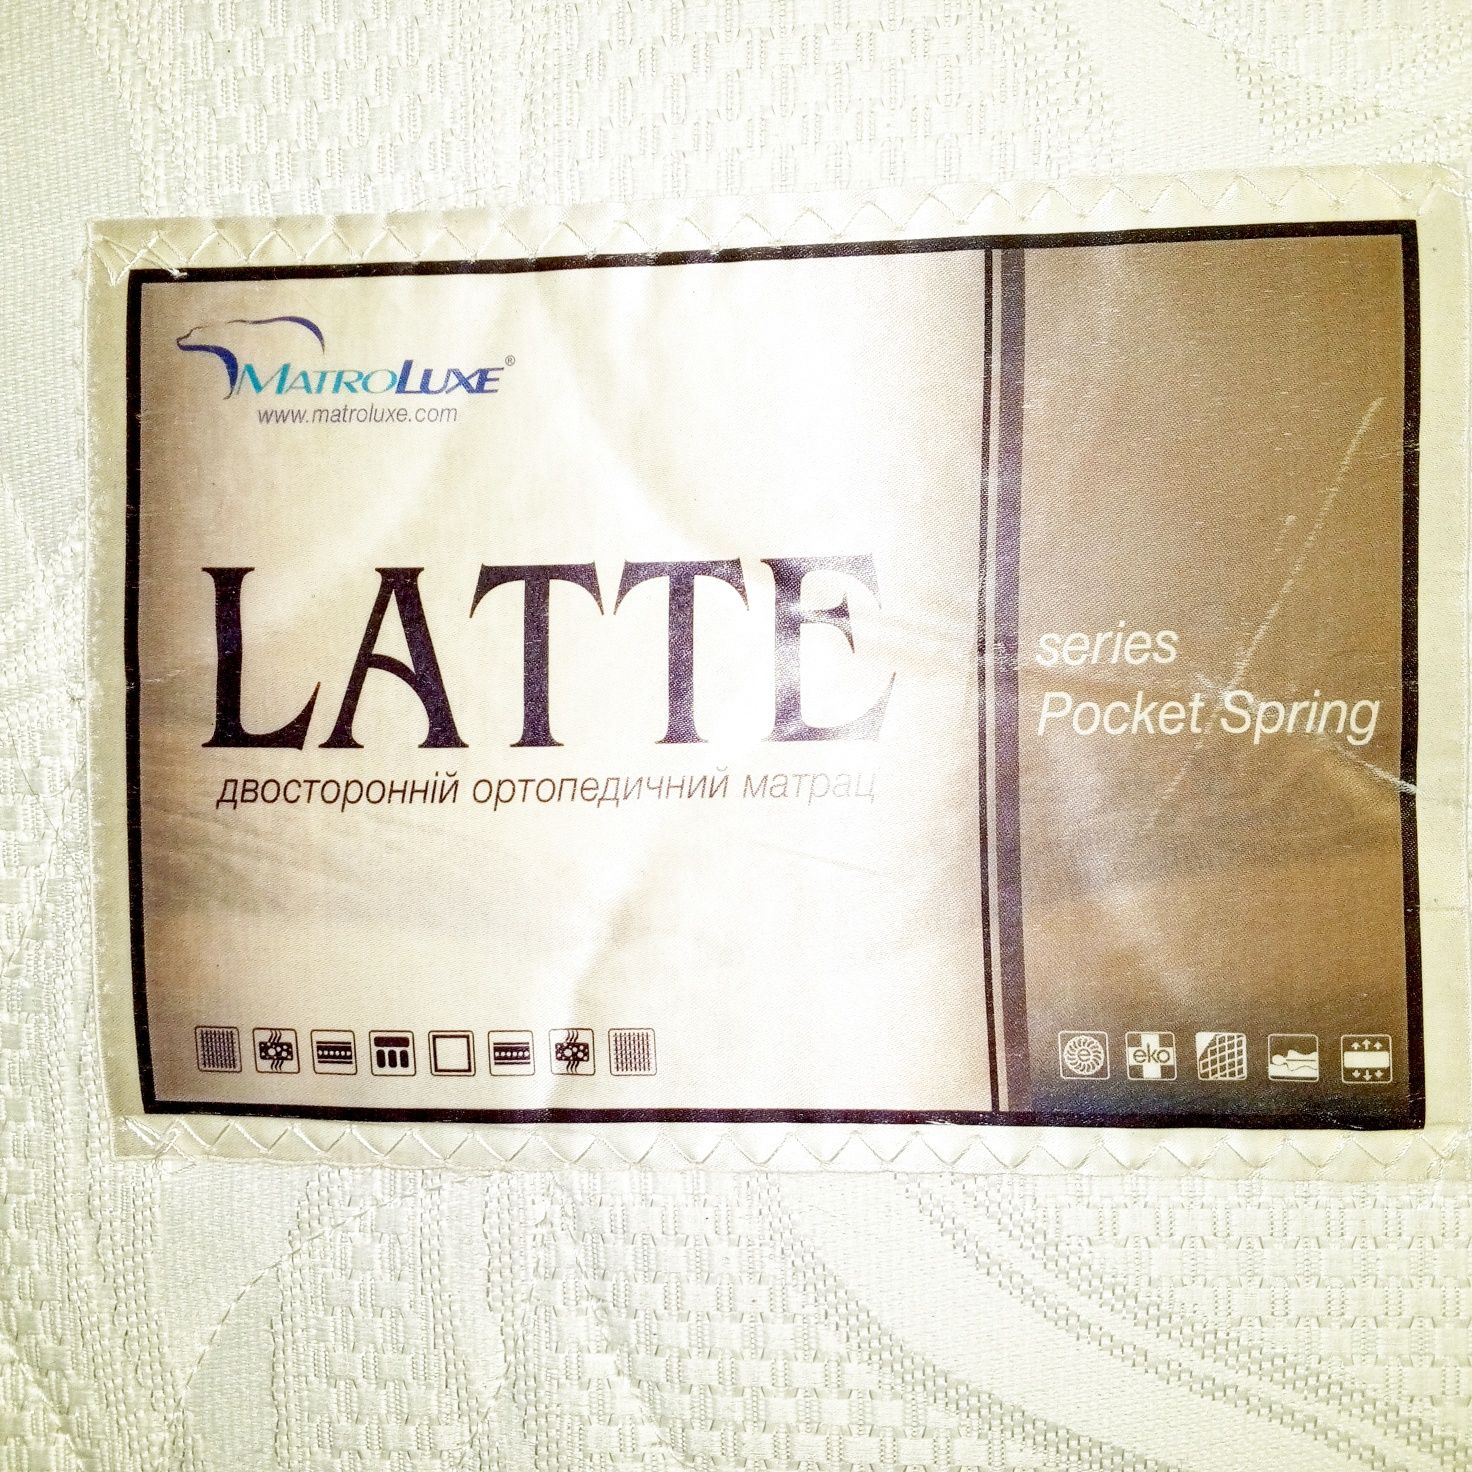 MATROLUXE®
www.matroluxe.com
LATTE
двосторонній ортопедичний матрац
series
Pocket Spring
e
eko